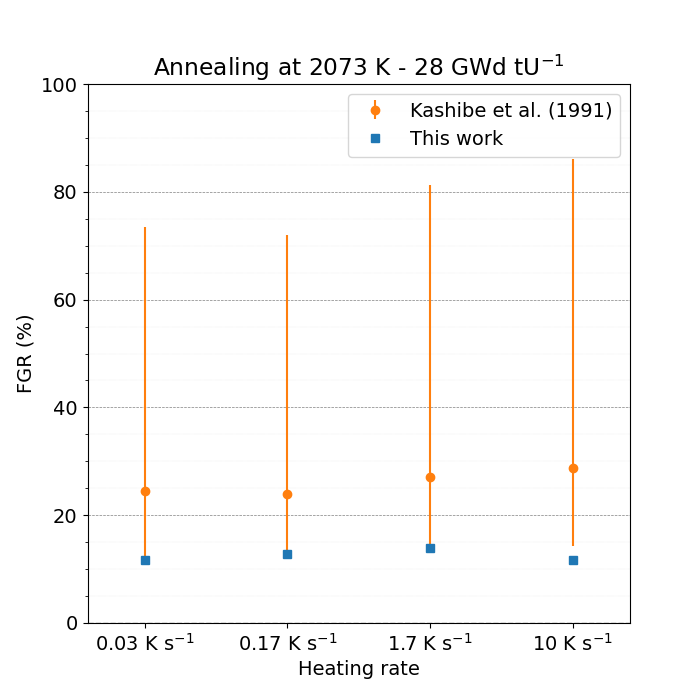 Annealing at 2073 K - 28 GWd tU⁻¹
100
80
60
40
20
0
FGR (%)
Kashibe et al. (1991)
This work
0.03 K s⁻¹ 0.17 K s⁻¹ 1.7 K s⁻¹ 10 K s⁻¹
Heating rate